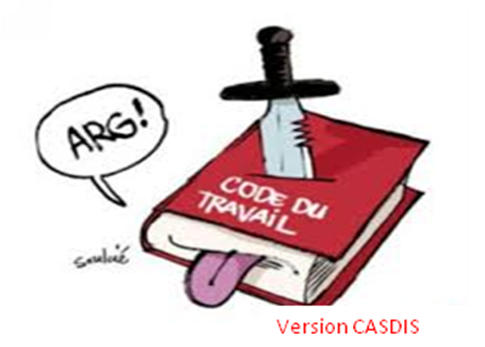 ARG!
CODE DU
TRAVAIL
Version CASDIS